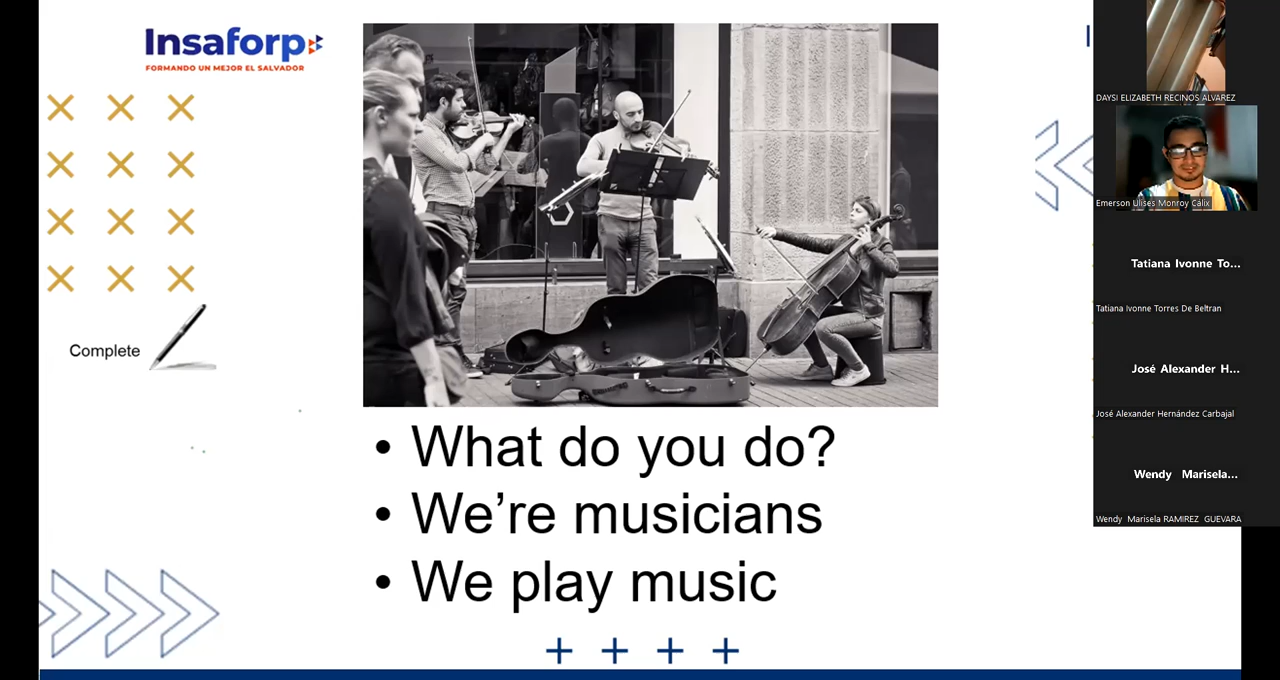 Insaforp
FORMANDO UN MEJOR EL SALVADOR
Complete
• What do you do?
• We're musicians
• We play music
I
DAYSI ELIZABETH RECINOS ALVAREZ
Emerson Ulises Monroy Cálix
Tatiana Ivonne To...
Tatiana Ivonne Torres De Beltran
José Alexander H...
José Alexander Hernández Carbajal
Wendy Marisela...
Wendy Marisela RAMIREZ GUEVARA